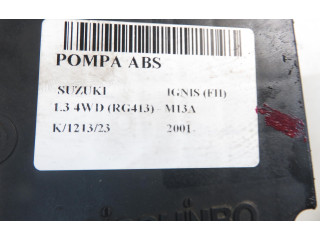 POMPA ABS
SUZUKI IGNIS (FH)
1.3 4WD (RG413) - M13A
K/1213/23 2001-